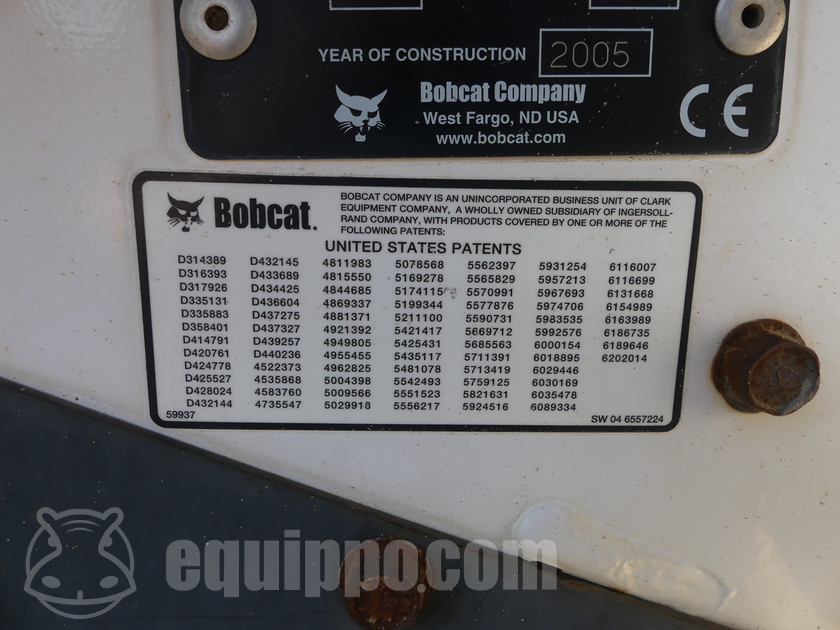 YEAR OF CONSTRUCTION 2005
Bobcat Company
West Fargo, ND USA
www.bobcat.com
CE
Bobcat.
BOBCAT COMPANY IS AN UNINCORPORATED BUSINESS UNIT OF CLARK
EQUIPMENT COMPANY, A WHOLLY OWNED SUBSIDIARY OF INGERSOLL-
RAND COMPANY, WITH PRODUCTS COVERED BY ONE OR MORE OF THE
FOLLOWING PATENTS:
UNITED STATES PATENTS
D314389 D432145 4811983 5078568 5562397 5931254 6116007
D316393 D433689 4815550 5169278 5565829 5957213 6116699
D317926 D434425 4844685 5174115 5570991 5967693 6131668
D335131 D436604 4869337 5199344 5577876 5974706 6154989
D335883 D437275 4881371 5211100 5590731 5983535 6163989
D358401 D437327 4921392 5421417 5669712 5992576 6186735
D414791 D439257 4949805 5425431 5685563 6000154 6189646
D420761 D440236 4955455 5435117 5711391 6018895 6202014
D424778 4522373 4962825 5481078 5713419 6029446
D425527 4535868 5004398 5542493 5759125 6030169
D428024 4583760 5009566 5551523 5821631 6035478
D432144 4735547 5029918 5556217 5924516 6089334
59937 SW 04 6557224
equippo.com